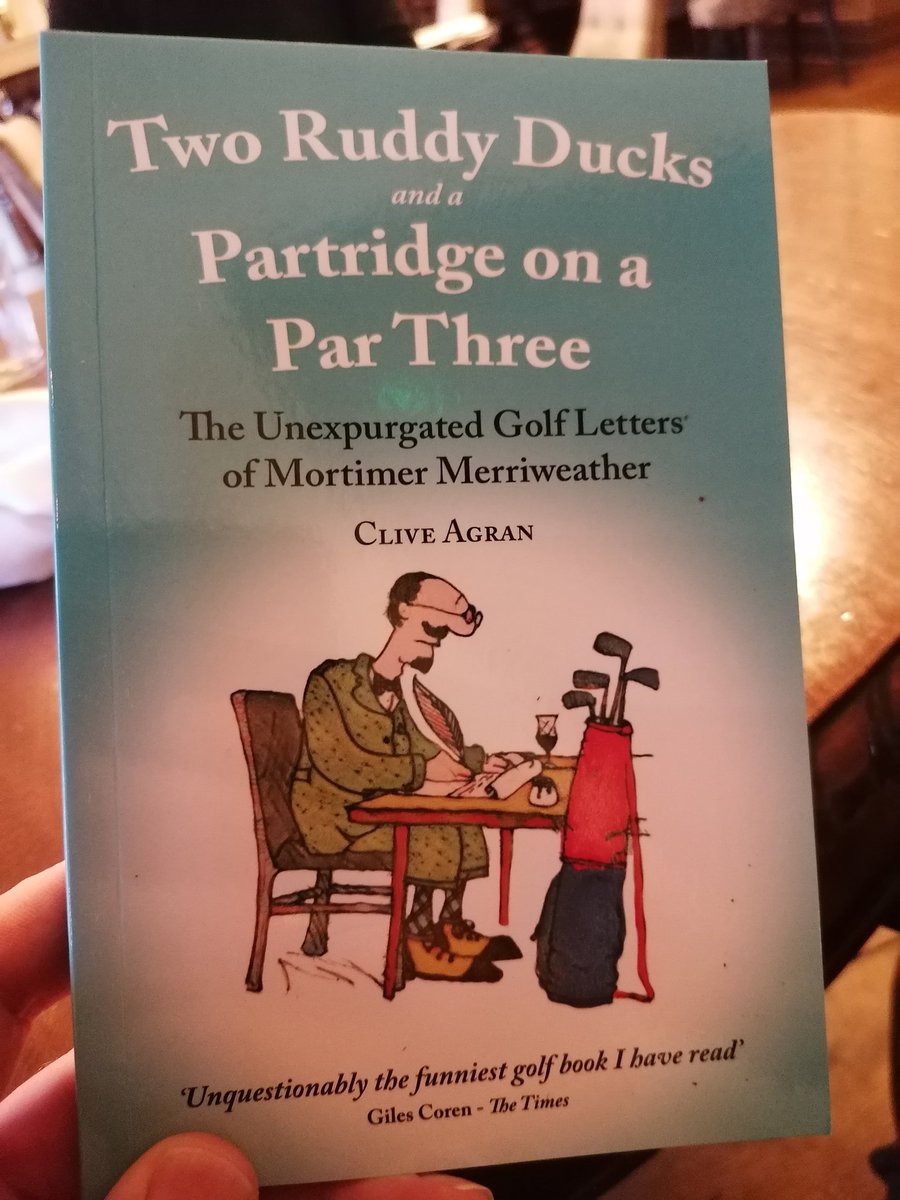 Two Ruddy Ducks
and a
Partridge on a
Par Three
The Unexpurgated Golf Letters
of Mortimer Merriweather
Clive Agran
‘Unquestionably the funniest golf book I have read’
Giles Coren - The Times